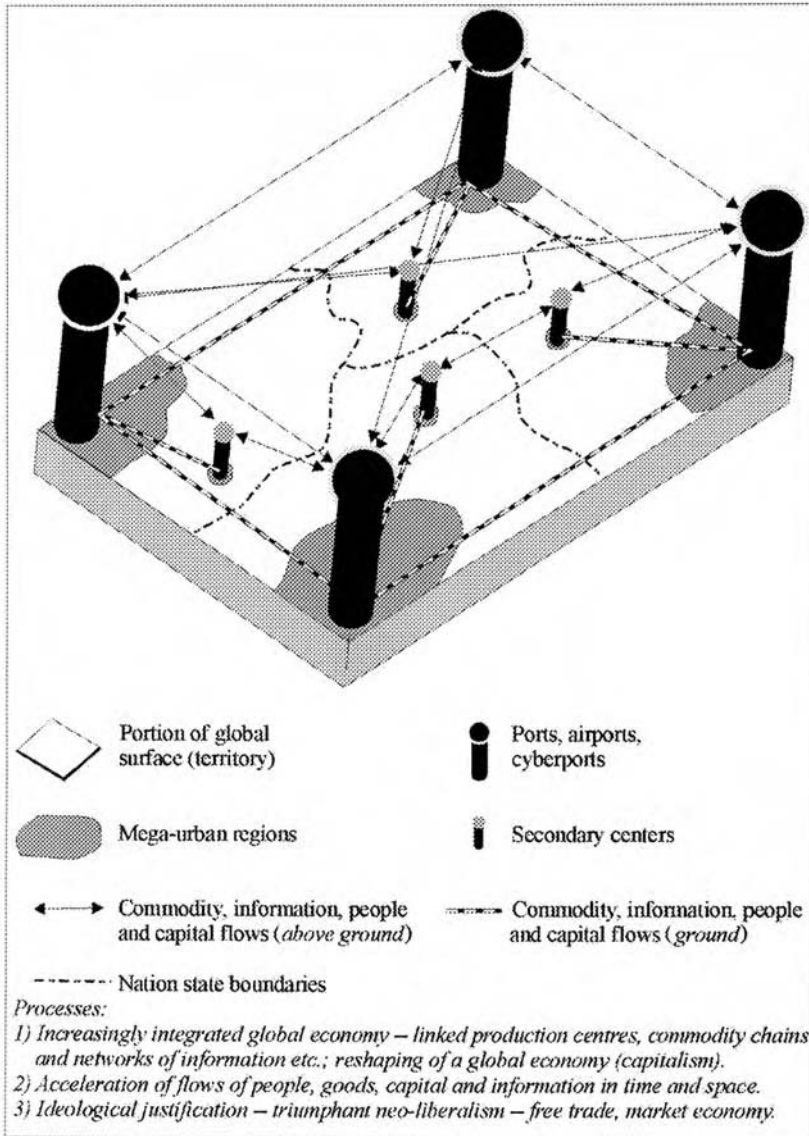 Portion of global
surface (territory)
Ports, airports,
cyberports
Mega-urban regions
Secondary centers
Commodity, information, people
and capital flows (above ground)
Commodity, information, people
and capital flows (ground)
Nation state boundaries
Processes:
1) Increasingly integrated global economy – linked production centres, commodity chains
and networks of information etc.; reshaping of a global economy (capitalism).
2) Acceleration of flows of people, goods, capital and information in time and space.
3) Ideological justification – triumphant neo-liberalism – free trade, market economy.